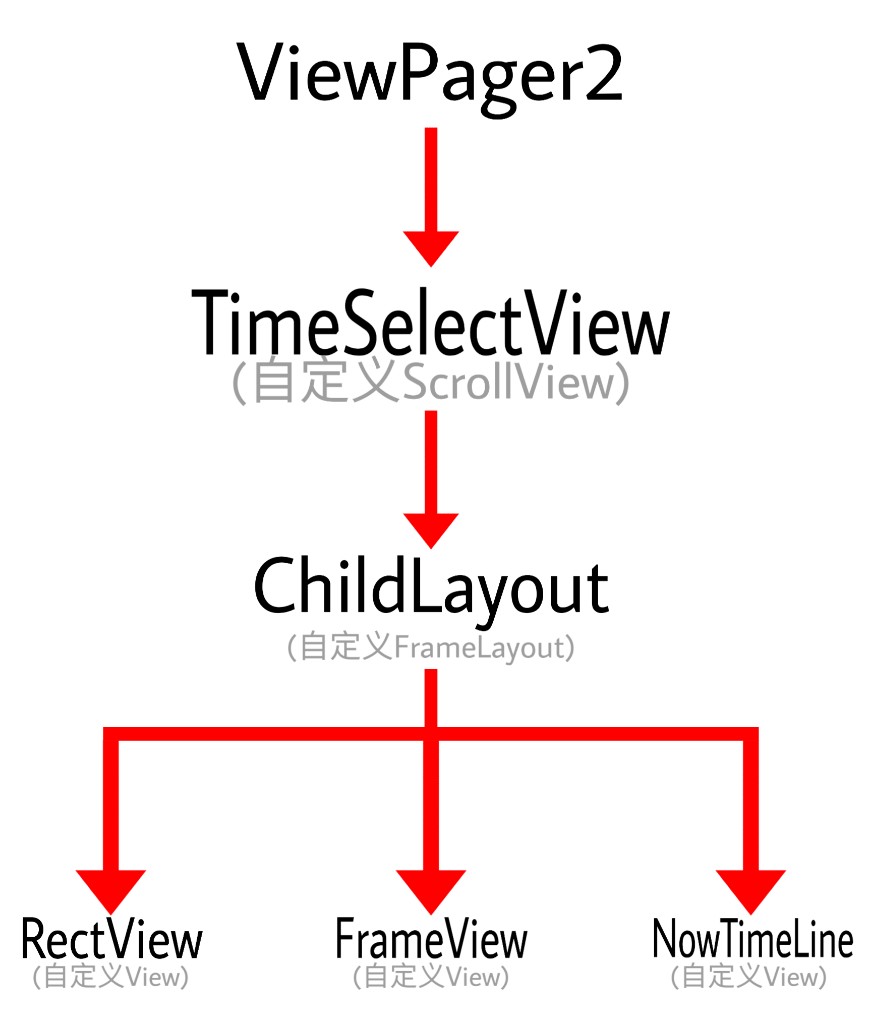 ViewPager2
TimeSelectView
(自定义ScrollView)
ChildLayout
(自定义FrameLayout)
RectView
(自定义View)
FrameView
(自定义View)
NowTimeLine
(自定义View)